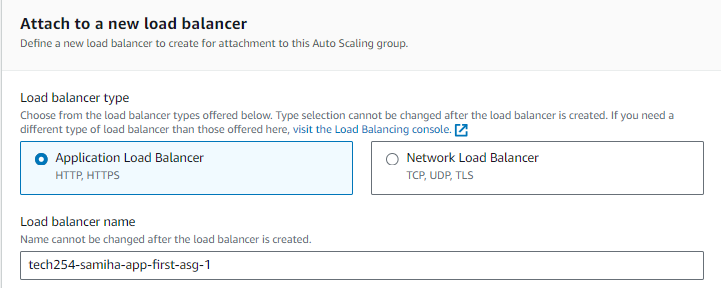 Attach to a new load balancer
Define a new load balancer to create for attachment to this Auto Scaling group.
Load balancer type
Choose from the load balancer types offered below. Type selection cannot be changed after the load balancer is created. If you need a
different type of load balancer than those offered here, visit the Load Balancing console.
Application Load Balancer
HTTP, HTTPS
Network Load Balancer
TCP, UDP, TLS
Load balancer name
Name cannot be changed after the load balancer is created.
tech254-samiha-app-first-asg-1